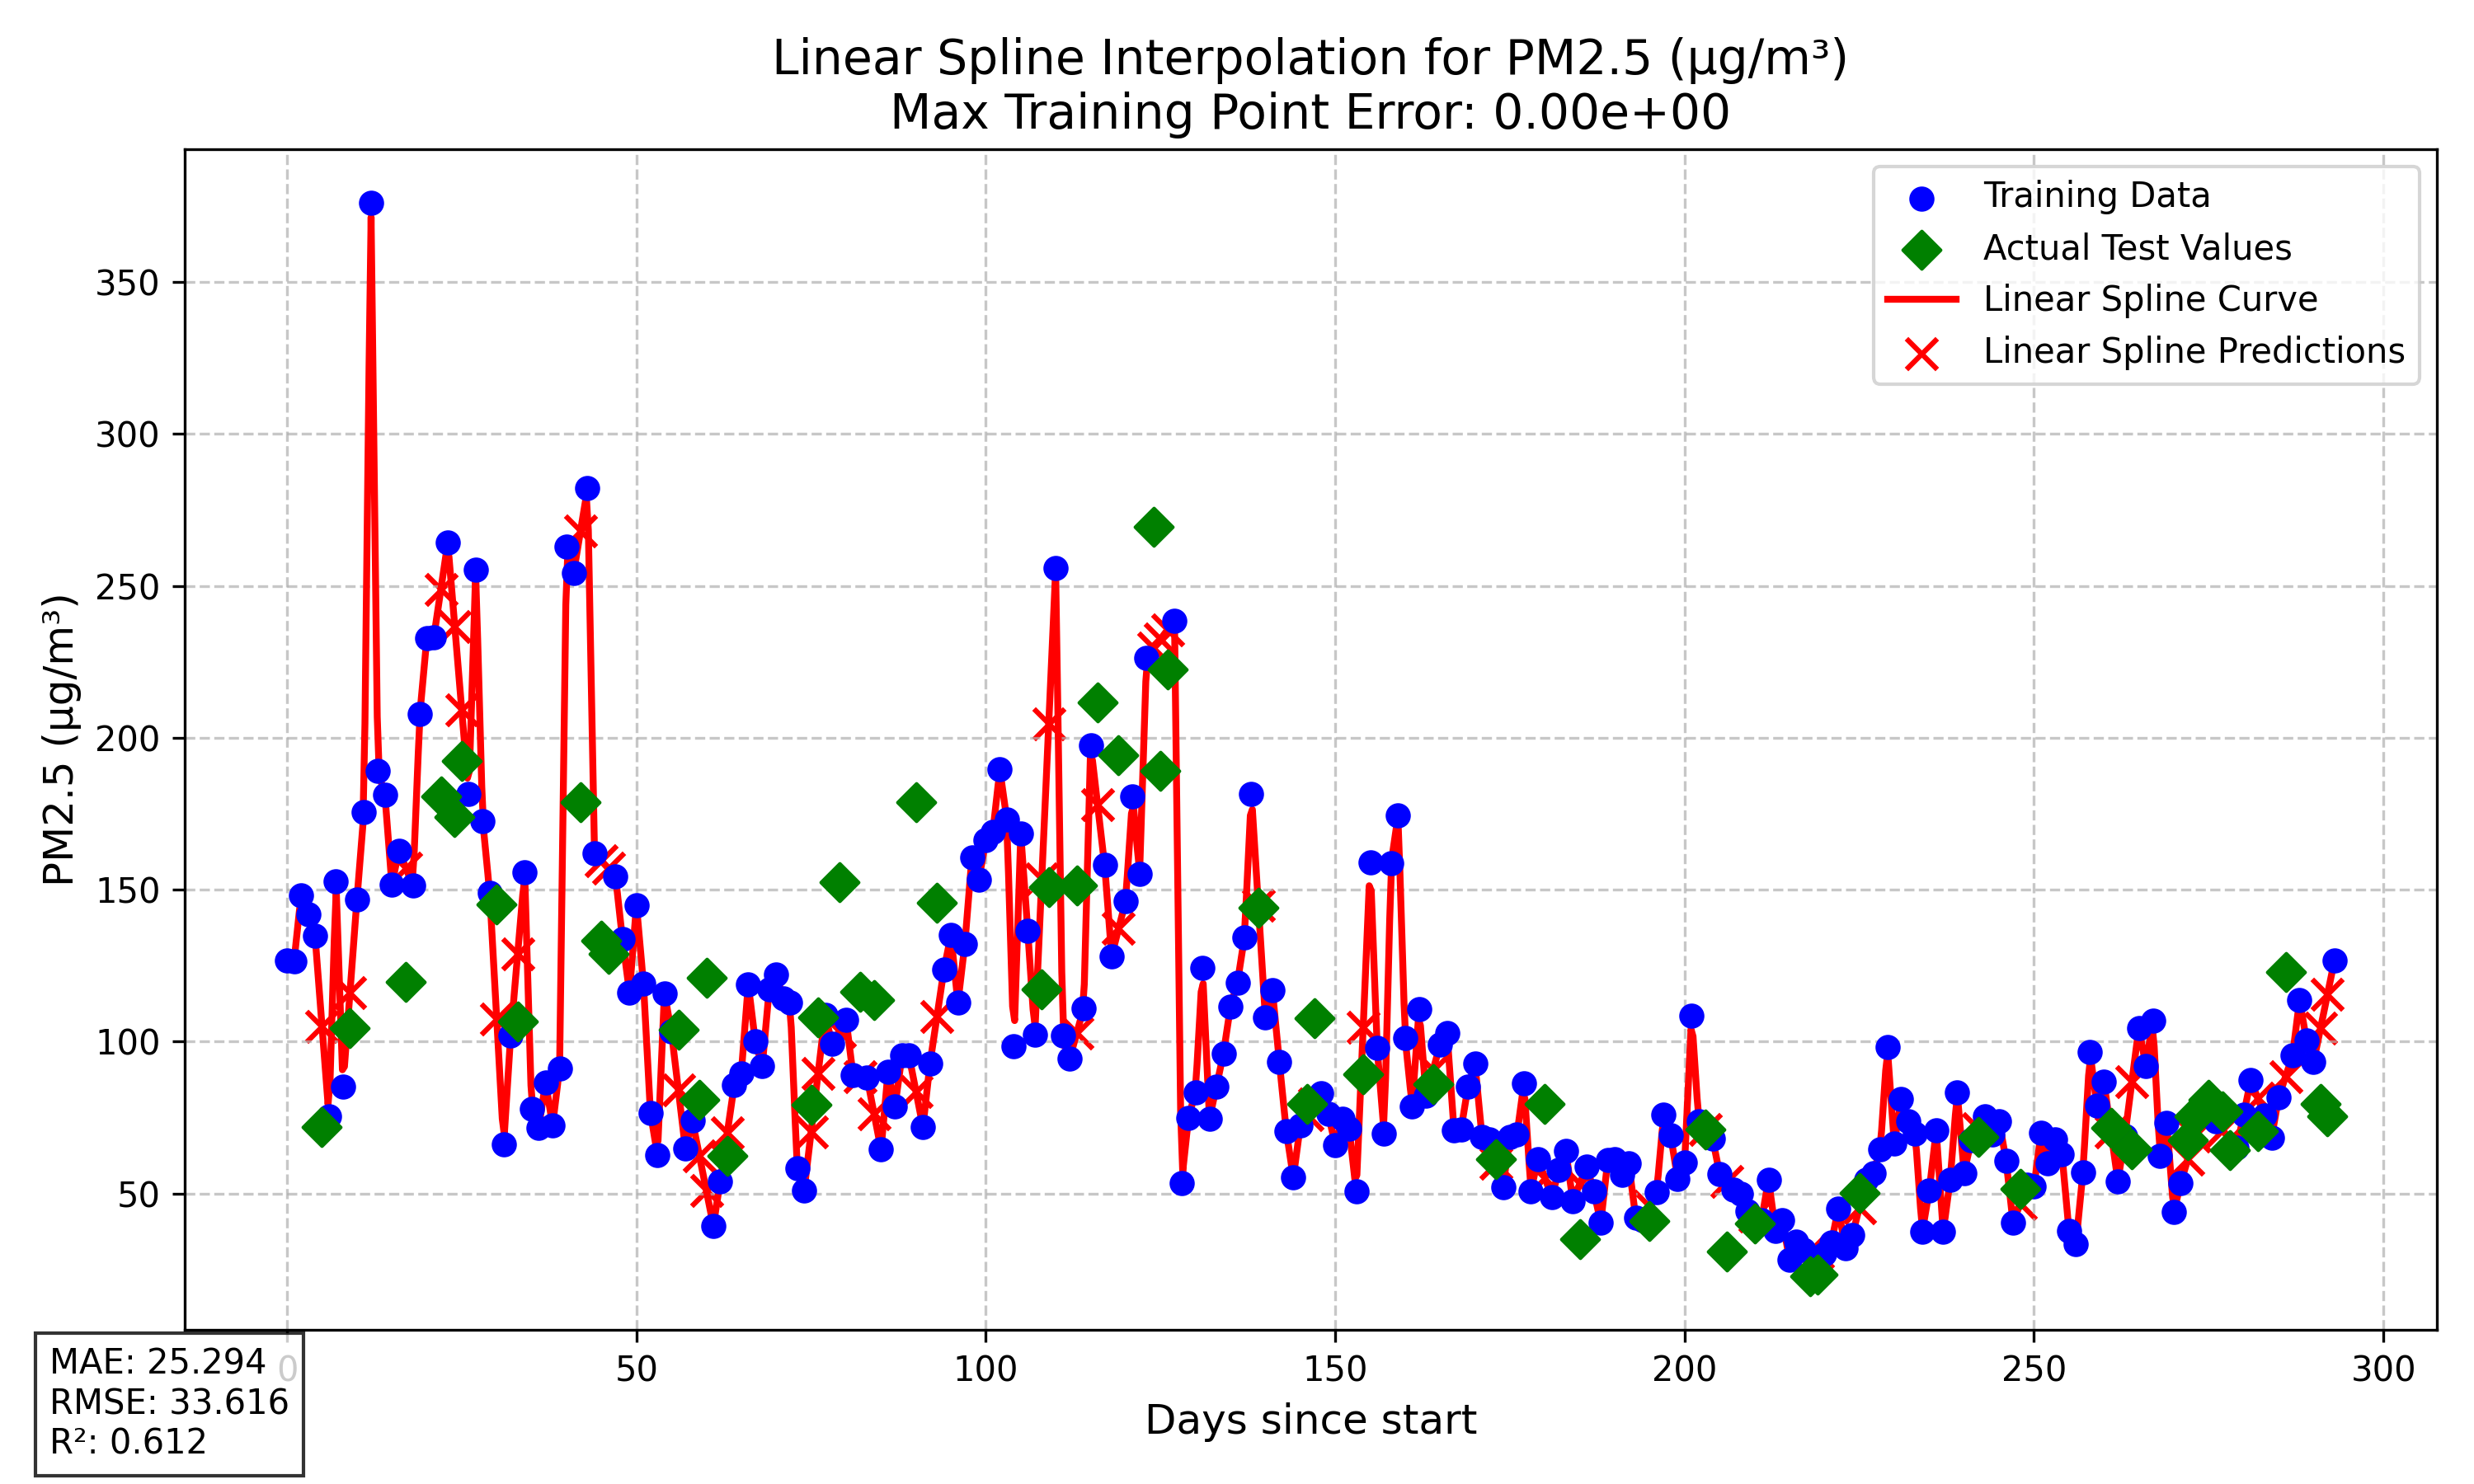 Linear Spline Interpolation for PM2.5 (µg/m³)
Max Training Point Error: 0.00e+00
Training Data
Actual Test Values
Linear Spline Curve
Linear Spline Predictions
PM2.5 (µg/m³)
350
300
250
200
150
100
50
0
50
100
150
200
250
300
Days since start
MAE: 25.294
RMSE: 33.616
R²: 0.612